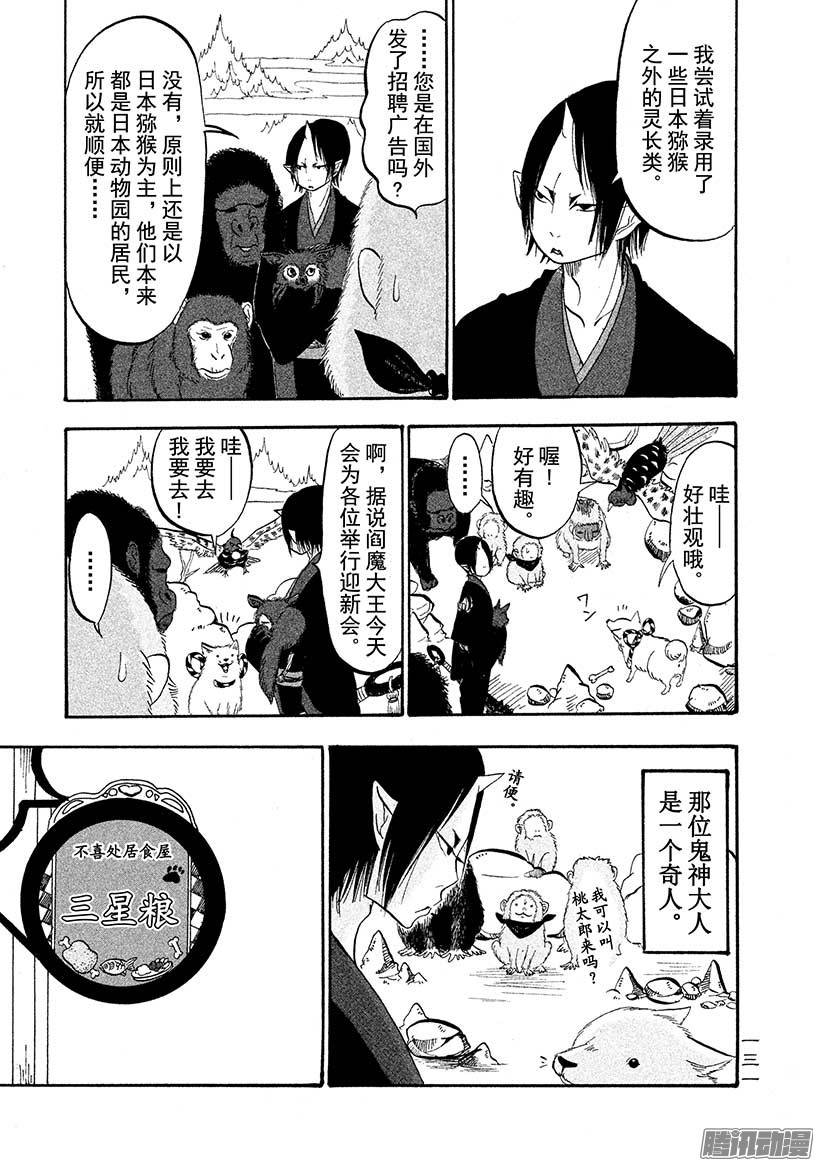 我尝试着录用了
一些日本猕猴
之外的灵长类。
……您是在国外
发了招聘广告吗？
没有，原则上还是以
日本猕猴为主，他们本来
都是日本动物园的居民，
所以就顺便……
哇——
好壮观哦。
喔！
好有趣。
……
ワン
啊，据说阎魔大王今天
会为各位举行迎新会。
哇——
我要去
我要去！
……
那位鬼神大人
是一个奇人。
我可以叫
桃太郎来吗？
请便。
不喜处居食屋
三星粮
一三一
腾讯动漫